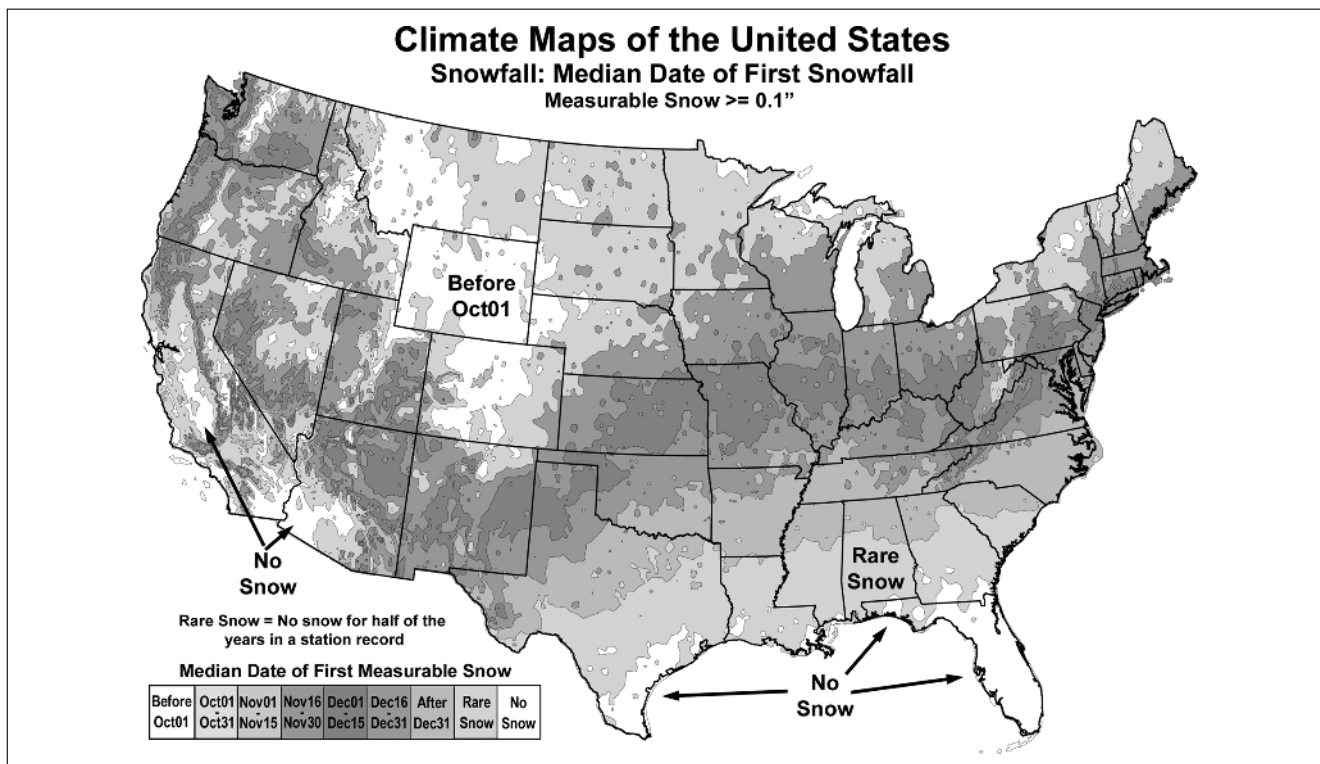 Climate Maps of the United States
Snowfall: Median Date of First Snowfall
Measurable Snow >= 0.1”
Before
Oct01
No
Snow
Rare
Snow
Rare Snow = No snow for half of the
years in a station record
No
Snow
Median Date of First Measurable Snow
Before Oct01 Nov01 Nov16 Dec01 Dec16 After Rare No
- - - - -
Oct01 Oct31 Nov15 Nov30 Dec15 Dec31 Dec31 Snow Snow